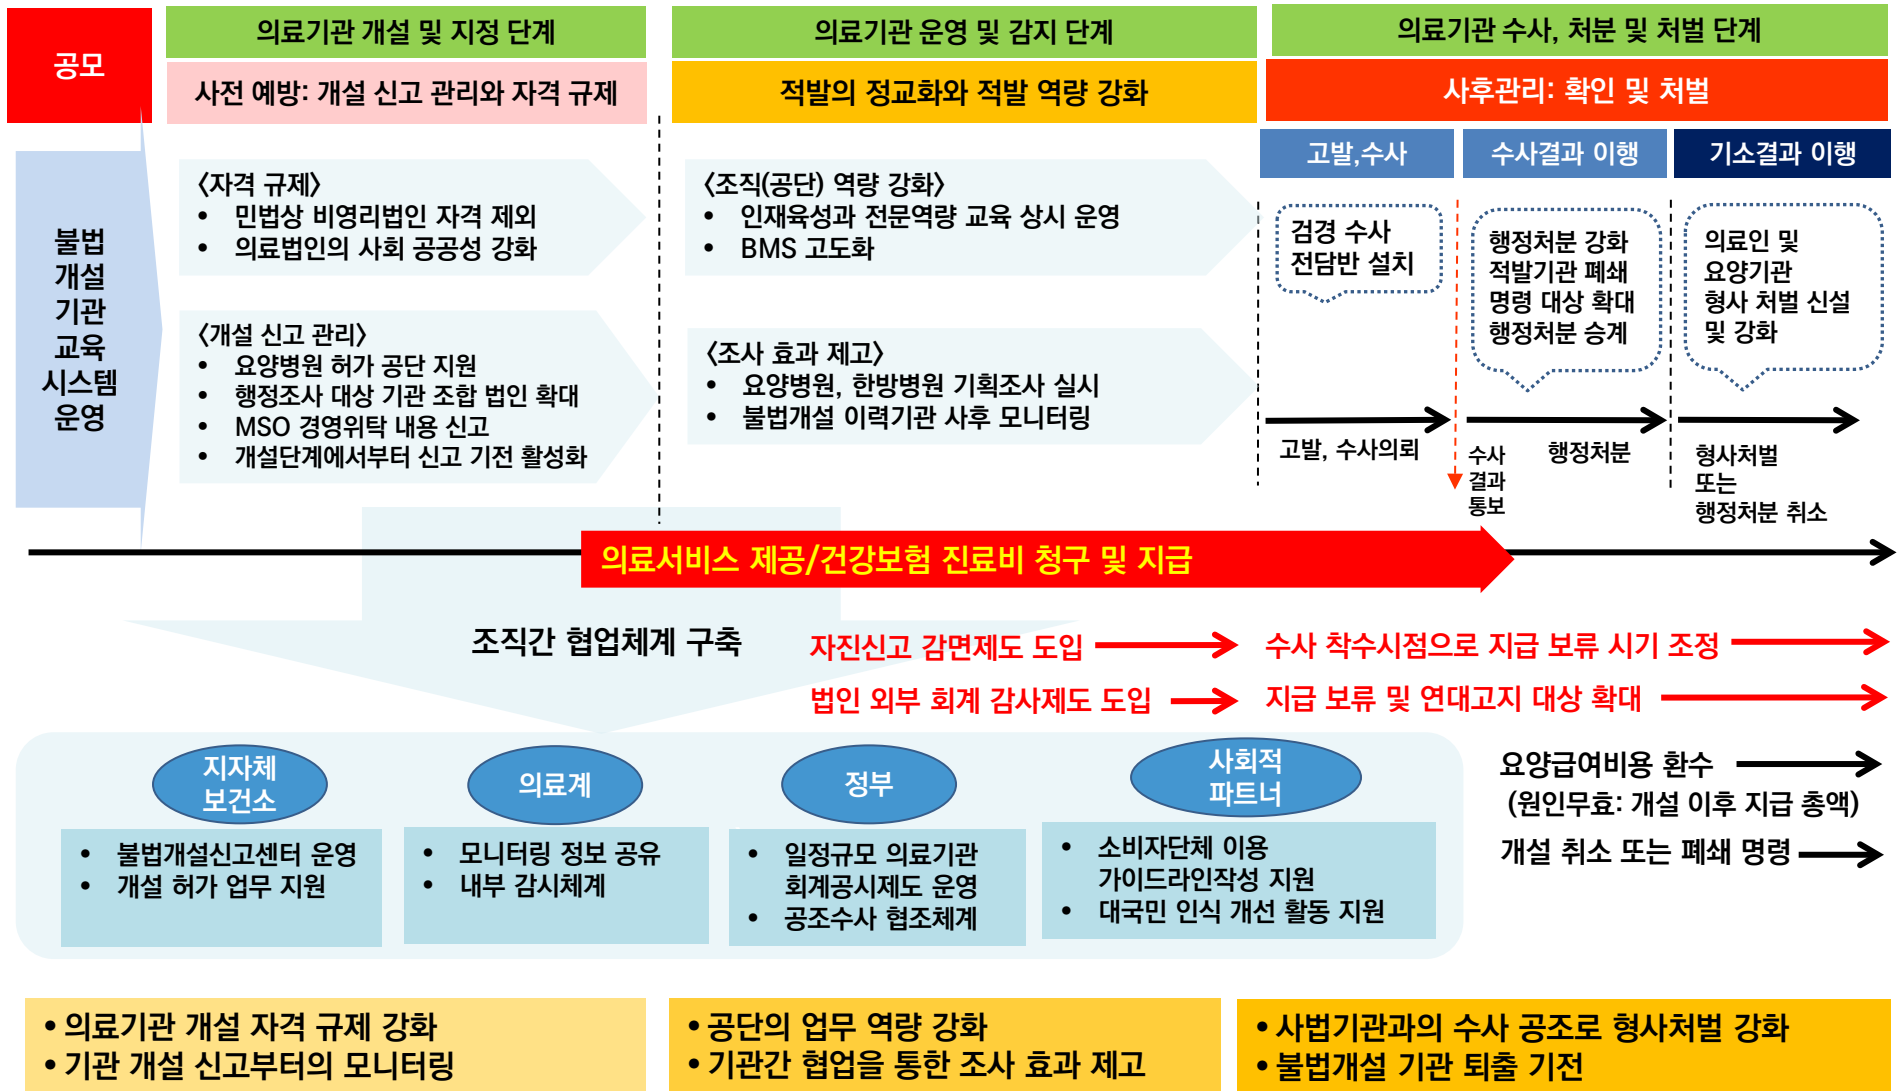 공모
의료기관 개설 및 지정 단계
의료기관 운영 및 감지 단계
의료기관 수사, 처분 및 처벌 단계
사전 예방: 개설 신고 관리와 자격 규제
적발의 정교화와 적발 역량 강화
사후관리: 확인 및 처벌
고발,수사
수사결과 이행
기소결과 이행
불법
개설
기관
교육
시스템
운영
〈자격 규제〉
• 민법상 비영리법인 자격 제외
• 의료법인의 사회 공공성 강화
〈개설 신고 관리〉
• 요양병원 허가 공단 지원
• 행정조사 대상 기관 조합 법인 확대
• MSO 경영위탁 내용 신고
• 개설단계에서부터 신고 기전 활성화
〈조직(공단) 역량 강화〉
• 인재육성과 전문역량 교육 상시 운영
• BMS 고도화
〈조사 효과 제고〉
• 요양병원, 한방병원 기획조사 실시
• 불법개설 이력기관 사후 모니터링
검경 수사
전담반 설치
행정처분 강화
적발기관 폐쇄
명령 대상 확대
행정처분 승계
의료인 및
요양기관
형사 처벌 신설
및 강화
고발, 수사의뢰
수사
결과
통보
행정처분
형사처벌
또는
행정처분 취소
의료서비스 제공/건강보험 진료비 청구 및 지급
조직간 협업체계 구축
자진신고 감면제도 도입
수사 착수시점으로 지급 보류 시기 조정
법인 외부 회계 감사제도 도입
지급 보류 및 연대고지 대상 확대
지자체
보건소
• 불법개설신고센터 운영
• 개설 허가 업무 지원
의료계
• 모니터링 정보 공유
• 내부 감시체계
정부
• 일정규모 의료기관
회계공시제도 운영
• 공조수사 협조체계
사회적
파트너
• 소비자단체 이용
가이드라인작성 지원
• 대국민 인식 개선 활동 지원
요양급여비용 환수
(원인무효: 개설 이후 지급 총액)
개설 취소 또는 폐쇄 명령
• 의료기관 개설 자격 규제 강화
• 기관 개설 신고부터의 모니터링
• 공단의 업무 역량 강화
• 기관간 협업을 통한 조사 효과 제고
• 사법기관과의 수사 공조로 형사처벌 강화
• 불법개설 기관 퇴출 기전